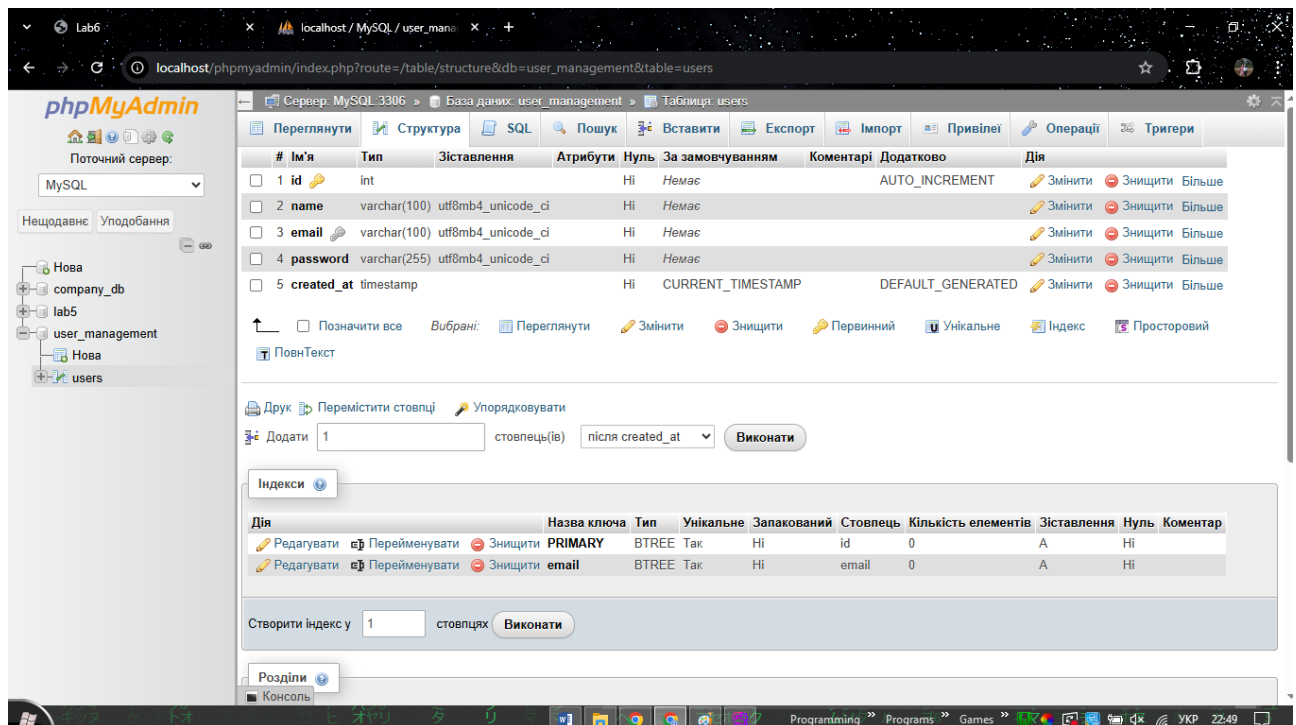 Lab6
localhost / MySQL / user_mana
localhost/phpmyadmin/index.php?route=/table/structure&db=user_management&table=users
phpMyAdmin
Поточний сервер:
MySQL
Нещодавнє Уподобання
Нова
company_db
lab5
user_management
Нова
users
Сервер: MySQL:3306 » База даних: user_management » Таблиця: users
Переглянути Структура SQL Пошук Вставити Експорт Імпорт Привілеї Операції Тригери
# Ім'я Тип Зіставлення Атрибути Нуль За замовчуванням Коментарі Додатково Дія
1 id int Ні Немає AUTO_INCREMENT Змінити Знищити Більше
2 name varchar(100) utf8mb4_unicode_ci Ні Немає Змінити Знищити Більше
3 email varchar(100) utf8mb4_unicode_ci Ні Немає Змінити Знищити Більше
4 password varchar(255) utf8mb4_unicode_ci Ні Немає Змінити Знищити Більше
5 created_at timestamp Ні CURRENT_TIMESTAMP DEFAULT_GENERATED Змінити Знищити Більше
Позначити все Вибрані: Переглянути Змінити Знищити Первинний Унікальне Індекс Просторовий
ПовнТекст
Друк Перемістити стовпці Упорядковувати
Додати 1 стовпець(ів) після created_at Виконати
Індекси
Дія Назва ключа Тип Унікальне Запакований Стовпець Кількість елементів Зіставлення Нуль Коментар
Редагувати Перейменувати Знищити PRIMARY BTREE Так Ні id 0 A Ні
Редагувати Перейменувати Знищити email BTREE Так Ні email 0 A Ні
Створити індекс у 1 стовпцях Виконати
Розділи
Консоль
Programming » Programs » Games » УКР 22:49